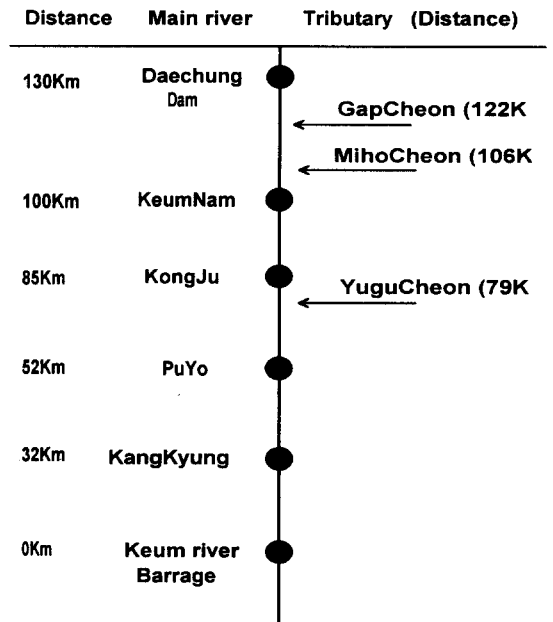 Distance Main river Tributary (Distance)
130Km Daechung
Dam
GapCheon (122K
MihoCheon (106K
100Km KeumNam
85Km KongJu
YuguCheon (79K
52Km PuYo
32Km KangKyung
0Km Keum river
Barrage